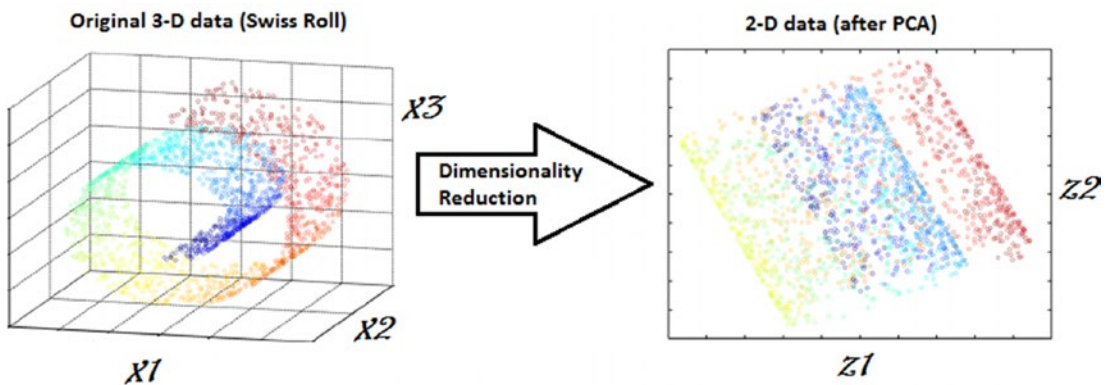 Original 3-D data (Swiss Roll)
2-D data (after PCA)
X3
X2
X1
Dimensionality
Reduction
z2
z1